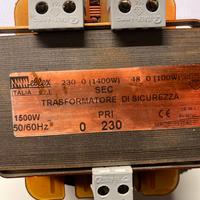 230 0 (1400W) 48 0 (100W)
SEC
ITALIA S.r.l.
TRASFORMATORE DI SICUREZZA
1500W PRI
50/60Hz 0 230